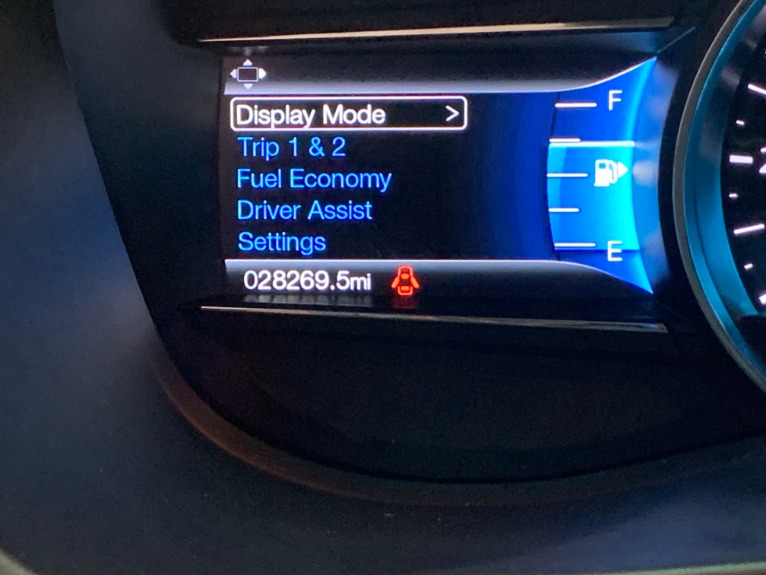 Display Mode >
Trip 1 & 2
Fuel Economy
Driver Assist
Settings
028269.5mi
F
E